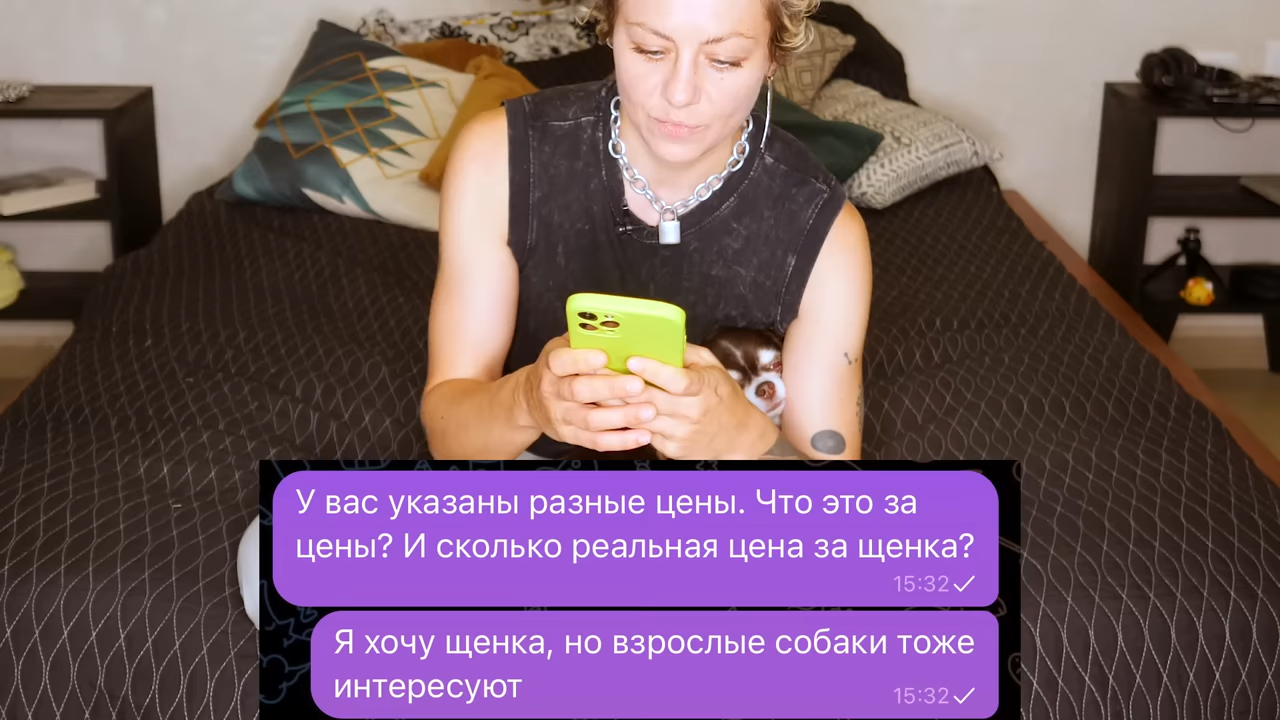 У вас указаны разные цены. Что это за
цены? И сколько реальная цена за щенка?
15:32
Я хочу щенка, но взрослые собаки тоже
интересуют
15:32